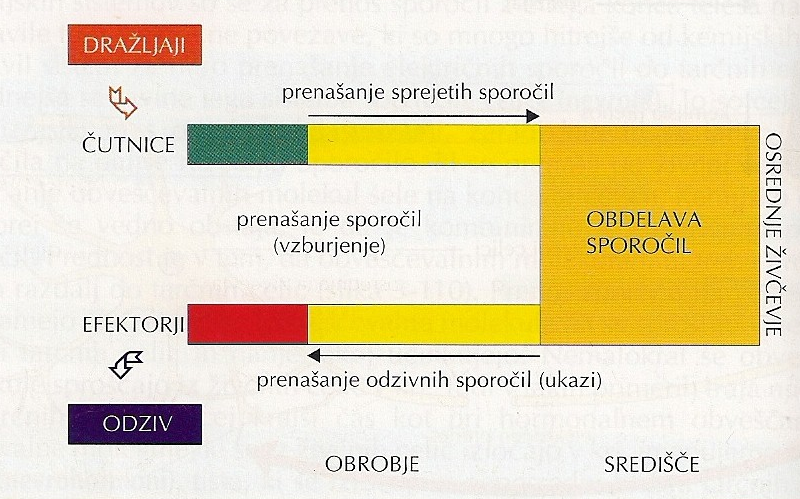 DRAŽLJAJI
prenašanje sprejetih sporočil
ČUTNICE
prenašanje sporočil
(vzburjenje)
OBDELAVA
SPOROČIL
OSREDNJE ŽIVČEVJE
EFEKTORJI
prenašanje odzivnih sporočil (ukazi)
ODZIV
OBROBJE
SREDIŠČE